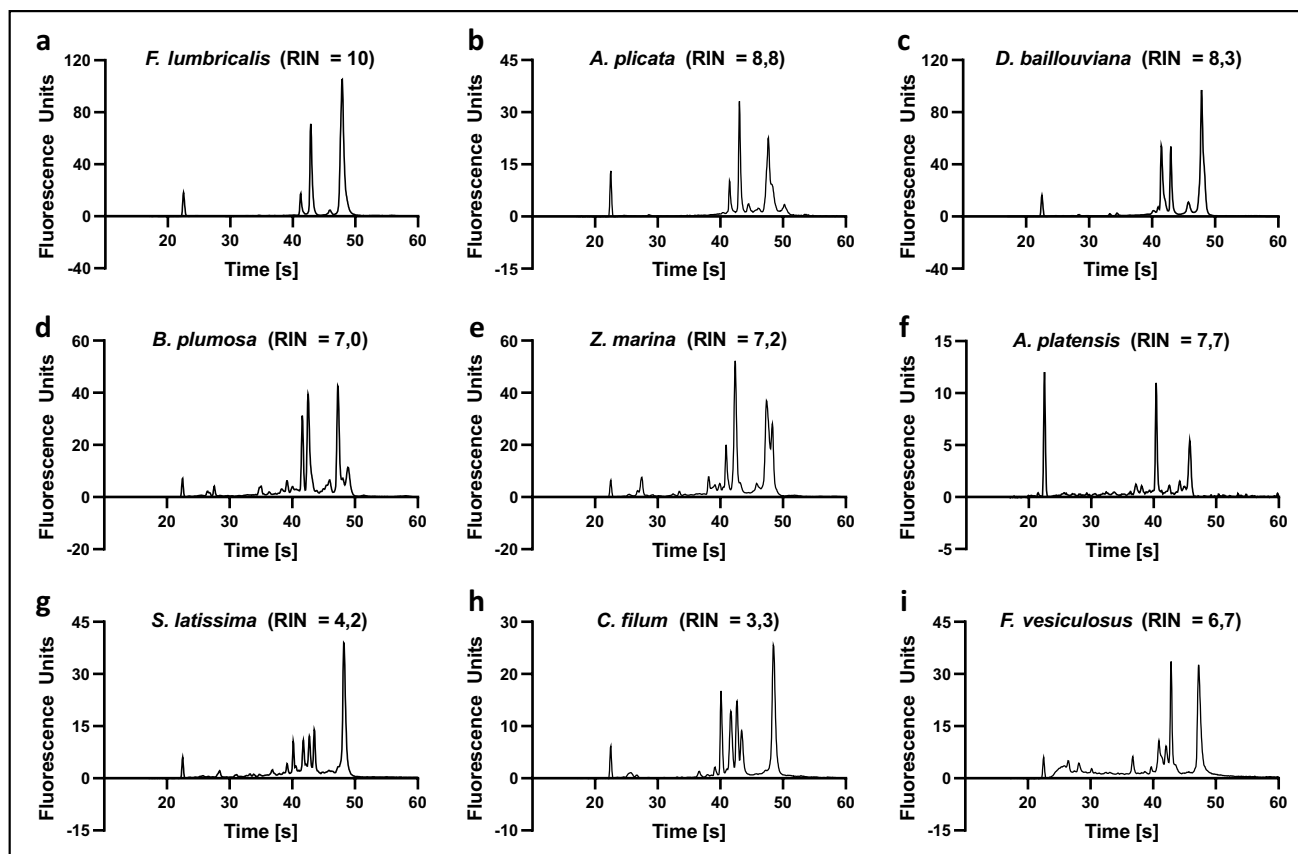 a
F. lumbricalis (RIN = 10)
120
80
40
0
-40
20 30 40 50 60
Fluorescence Units
Time [s]
b
A. plicata (RIN = 8,8)
45
30
15
0
-15
20 30 40 50 60
Fluorescence Units
Time [s]
c
D. baillouviana (RIN = 8,3)
120
80
40
0
-40
20 30 40 50 60
Fluorescence Units
Time [s]
d
B. plumosa (RIN = 7,0)
60
40
20
0
-20
20 30 40 50 60
Fluorescence Units
Time [s]
e
Z. marina (RIN = 7,2)
60
40
20
0
-20
20 30 40 50 60
Fluorescence Units
Time [s]
f
A. platensis (RIN = 7,7)
15
10
5
0
-5
20 30 40 50 60
Fluorescence Units
Time [s]
g
S. latissima (RIN = 4,2)
45
30
15
0
-15
20 30 40 50 60
Fluorescence Units
Time [s]
h
C. filum (RIN = 3,3)
30
20
10
0
-10
20 30 40 50 60
Fluorescence Units
Time [s]
i
F. vesiculosus (RIN = 6,7)
45
30
15
0
-15
20 30 40 50 60
Fluorescence Units
Time [s]